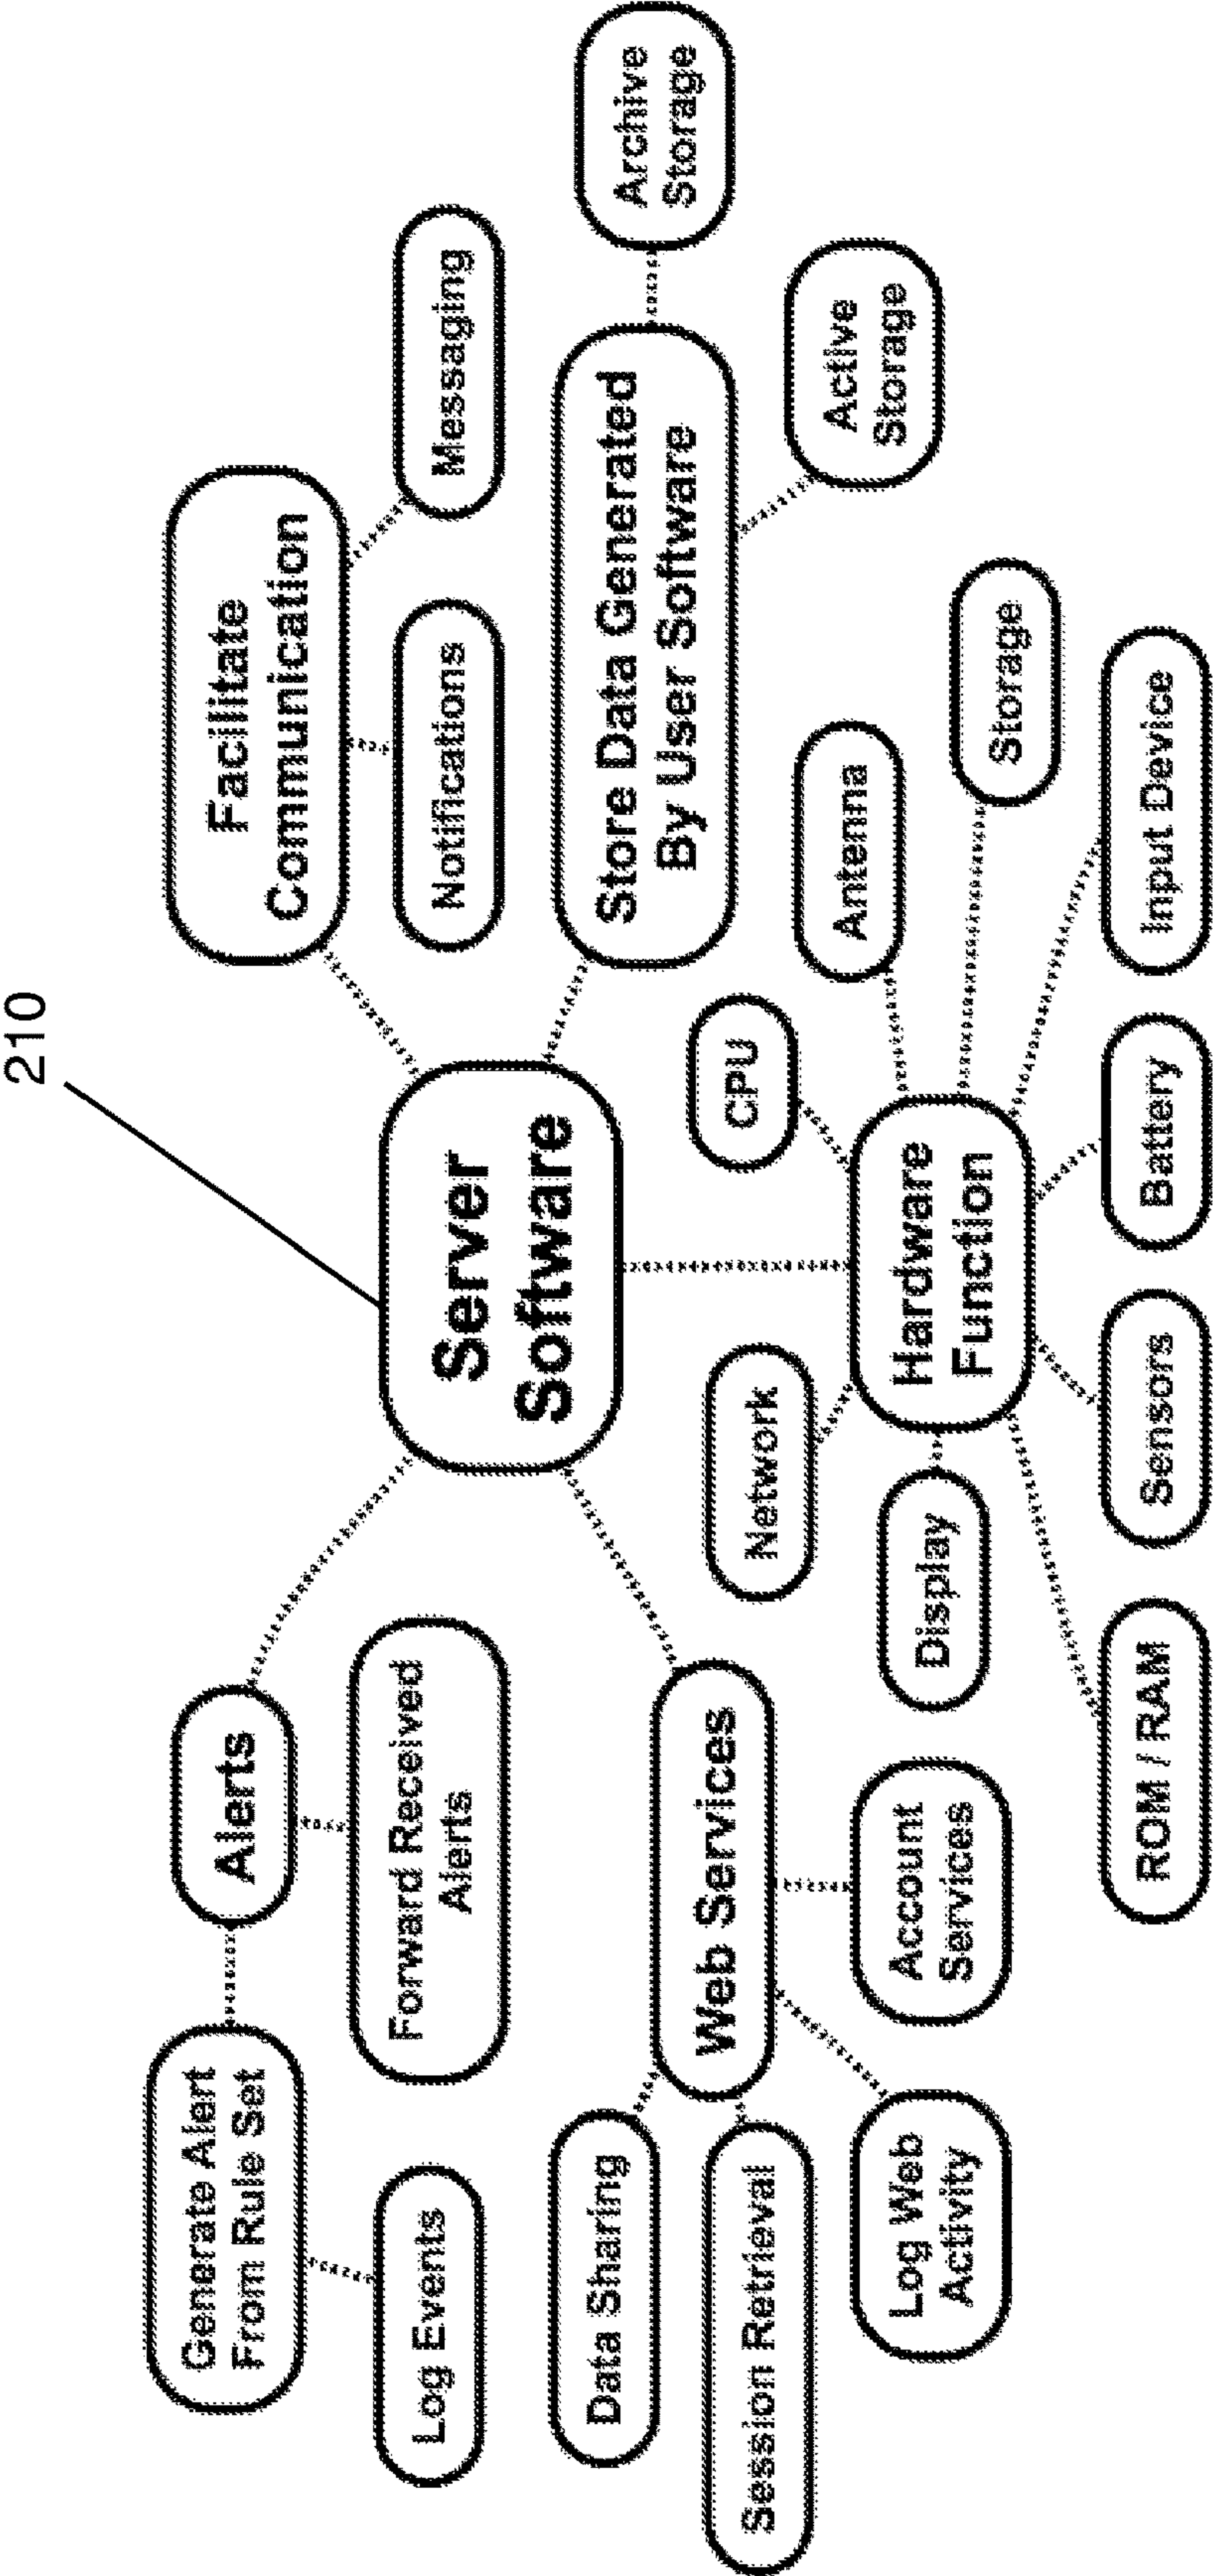 210
Generate Alert
From Rule Set
Alerts
Facilitate
Communication
Log Events
Forward Received
Alerts
Server
Software
Notifications
Messaging
Data Sharing
Web Services
Store Data Generated
By User Software
Archive
Storage
Session Retrieval
Network
CPU
Antenna
Active
Storage
Log Web
Activity
Account
Services
Display
Hardware
Function
Storage
ROM / RAM
Sensors
Battery
Input Device